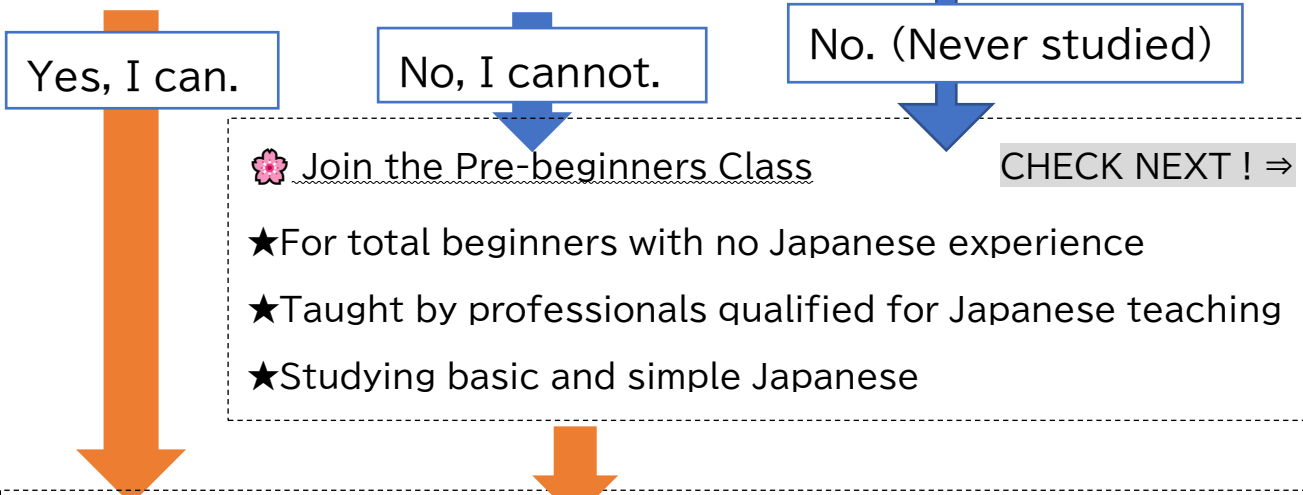 Yes, I can.
No, I cannot.
No. (Never studied)
🌸 Join the Pre-beginners Class
CHECK NEXT ! ⇒
★For total beginners with no Japanese experience
★Taught by professionals qualified for Japanese teaching
★Studying basic and simple Japanese